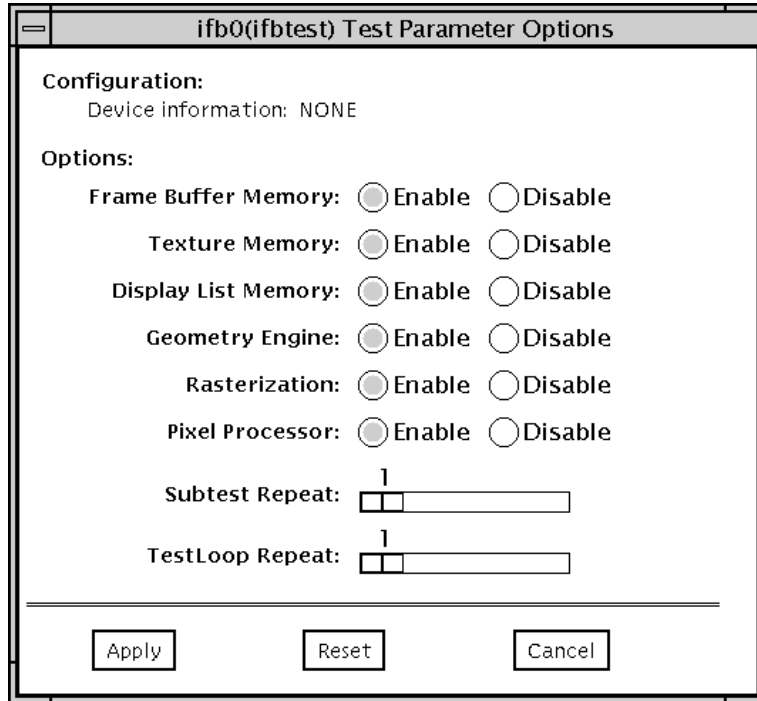 ifb0(ifbtest) Test Parameter Options
Configuration:
Device information: NONE
Options:
Frame Buffer Memory: Enable Disable
Texture Memory: Enable Disable
Display List Memory: Enable Disable
Geometry Engine: Enable Disable
Rasterization: Enable Disable
Pixel Processor: Enable Disable
1
Subtest Repeat:
1
TestLoop Repeat:
Apply Reset Cancel